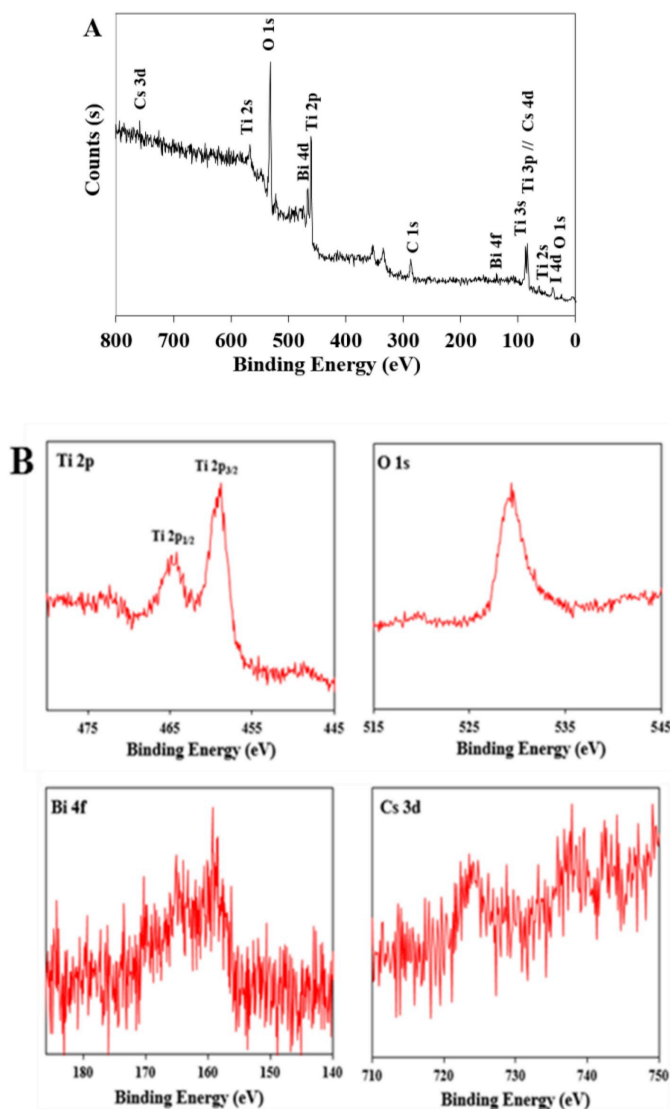 A
Counts (s)
Cs 3d
Ti 2s
O 1s
Bi 4d
Ti 2p
C 1s
Bi 4f
Ti 3s
Ti 3p // Cs 4d
Ti 2s
I 4d
O 1s
800 700 600 500 400 300 200 100 0
Binding Energy (eV)
B
Ti 2p
Ti 2p3/2
Ti 2p1/2
475 465 455 445
Binding Energy (eV)
O 1s
515 525 535 545
Binding Energy (eV)
Bi 4f
180 170 160 150 140
Binding Energy (eV)
Cs 3d
710 720 730 740 750
Binding Energy (eV)